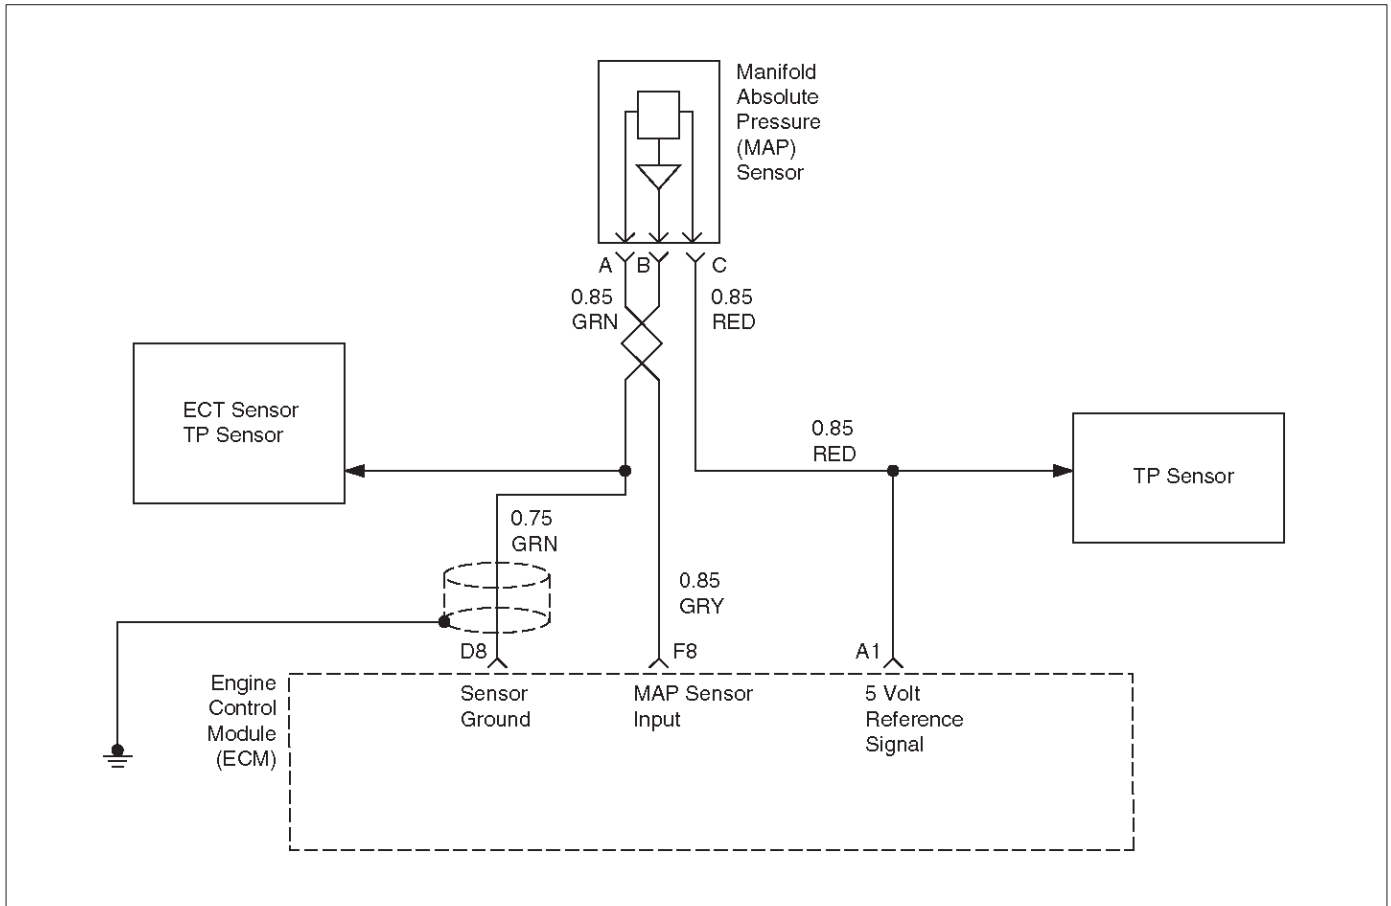 Manifold
Absolute
Pressure
(MAP)
Sensor
A
B
C
0.85
GRN
0.85
RED
ECT Sensor
TP Sensor
0.85
RED
TP Sensor
0.75
GRN
0.85
GRY
D8
F8
A1
Engine
Control
Module
(ECM)
Sensor
Ground
MAP Sensor
Input
5 Volt
Reference
Signal